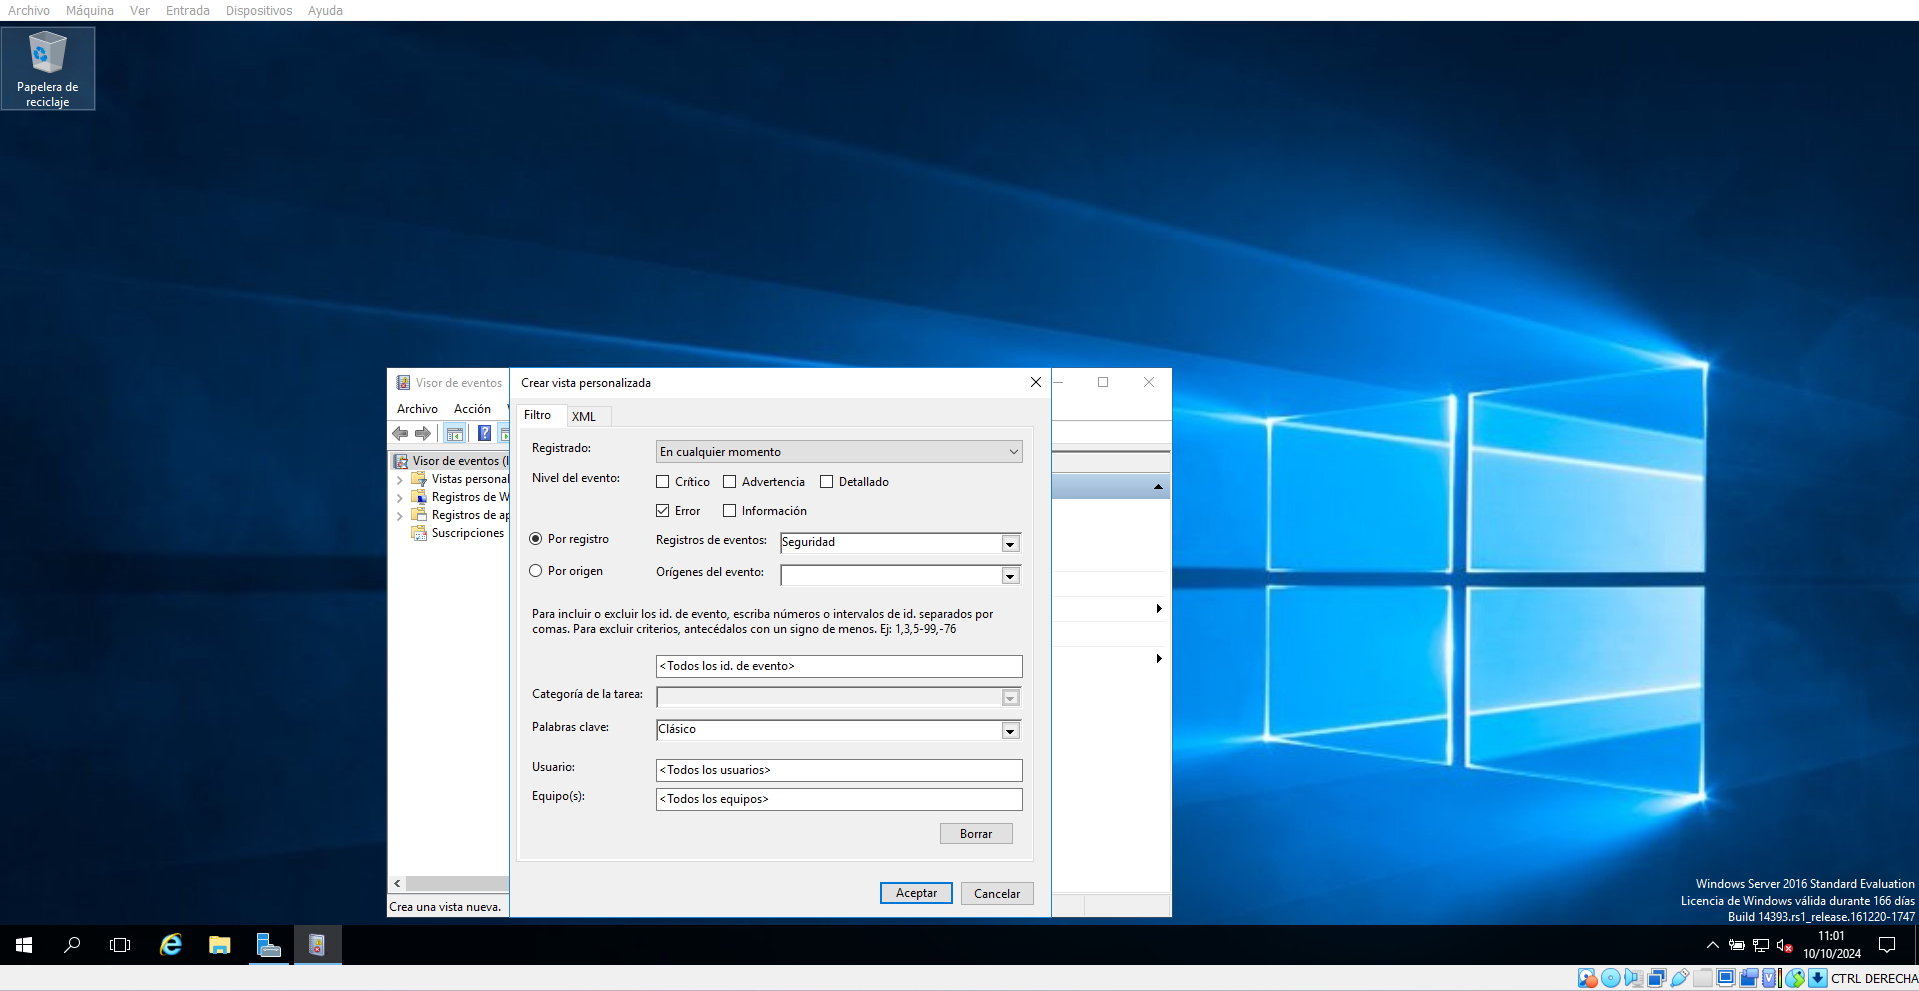 Archivo Máquina Ver Entrada Dispositivos Ayuda
Papelera de
reciclaje
Visor de eventos
Crear vista personalizada
Archivo Acción
Filtro XML
Registrado: En cualquier momento
Visor de eventos (l
Vistas personal
Registros de W
Registros de ap
Suscripciones
Nivel del evento: Crítico Advertencia Detallado
Error Información
Por registro Registros de eventos: Seguridad
Por origen Orígenes del evento:
Para incluir o excluir los id. de evento, escriba números o intervalos de id. separados por
comas. Para excluir criterios, antecédalos con un signo de menos. Ej: 1,3,5-99,-76
<Todos los id. de evento>
Categoría de la tarea:
Palabras clave: Clásico
Usuario: <Todos los usuarios>
Equipo(s): <Todos los equipos>
Borrar
Aceptar Cancelar
Crea una vista nueva.
Windows Server 2016 Standard Evaluation
Licencia de Windows válida durante 166 días
Build 14393.rs1_release.161220-1747
11:01
10/10/2024
CTRL DERECHA